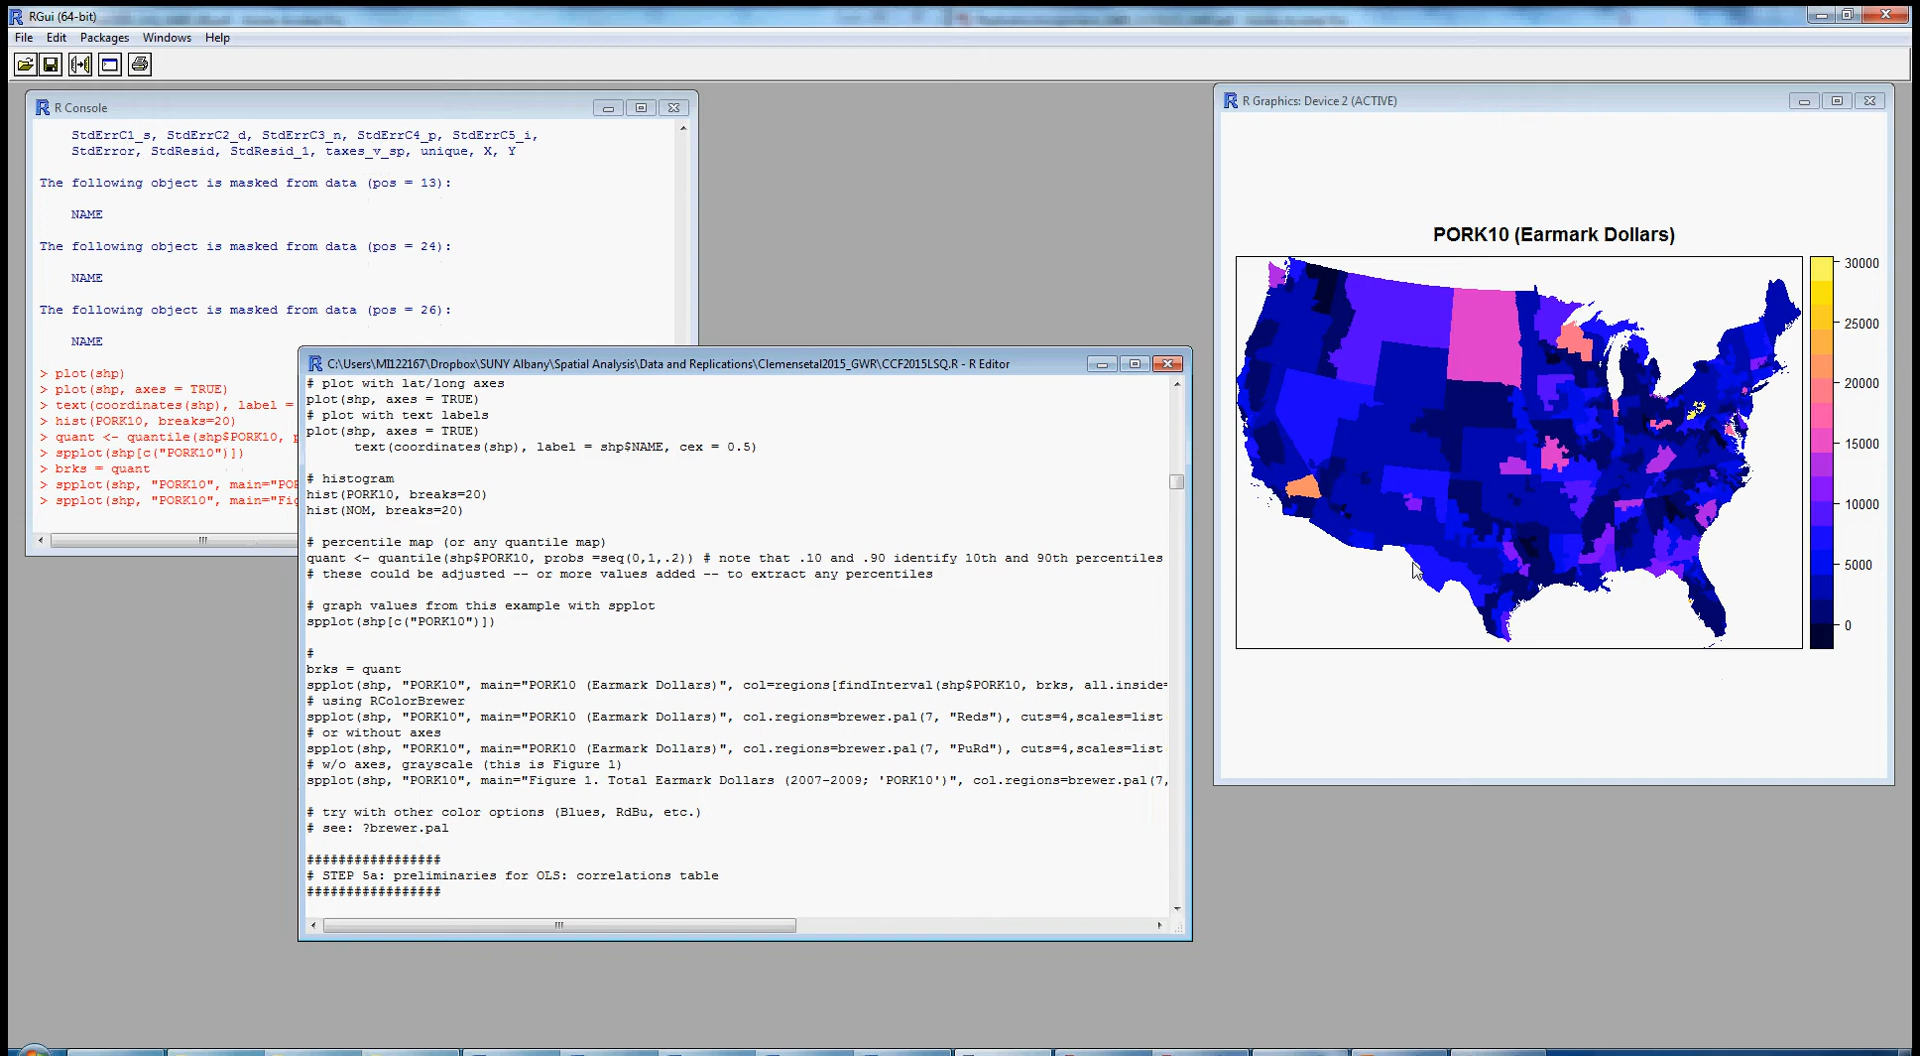 RGui (64-bit)
File Edit Packages Windows Help
R Console
StdErrC1_s, StdErrC2_d, StdErrC3_n, StdErrC4_p, StdErrC5_i,
StdError, StdResid, StdResid_1, taxes_v_sp, unique, X, Y
The following object is masked from data (pos = 13):
NAME
The following object is masked from data (pos = 24):
NAME
The following object is masked from data (pos = 26):
NAME
> plot(shp)
> plot(shp, axes = TRUE)
> text(coordinates(shp), label =
> hist(PORK10, breaks=20)
> quant <- quantile(shp$PORK10, p
> spplot(shp[c("PORK10")])
> brks = quant
> spplot(shp, "PORK10", main="POR
> spplot(shp, "PORK10", main="Fig
C:\Users\MI122167\Dropbox\SUNY Albany\Spatial Analysis\Data and Replications\Clemensetal2015_GWR\CCF2015LSQ.R - R Editor
# plot with lat/long axes
plot(shp, axes = TRUE)
# plot with text labels
plot(shp, axes = TRUE)
text(coordinates(shp), label = shp$NAME, cex = 0.5)
# histogram
hist(PORK10, breaks=20)
hist(NOM, breaks=20)
# percentile map (or any quantile map)
quant <- quantile(shp$PORK10, probs =seq(0,1,.2)) # note that .10 and .90 identify 10th and 90th percentiles
# these could be adjusted -- or more values added -- to extract any percentiles
# graph values from this example with spplot
spplot(shp[c("PORK10")])
#
brks = quant
spplot(shp, "PORK10", main="PORK10 (Earmark Dollars)", col=regions[findInterval(shp$PORK10, brks, all.inside=
# using RColorBrewer
spplot(shp, "PORK10", main="PORK10 (Earmark Dollars)", col.regions=brewer.pal(7, "Reds"), cuts=4,scales=list
# or without axes
spplot(shp, "PORK10", main="PORK10 (Earmark Dollars)", col.regions=brewer.pal(7, "PuRd"), cuts=4,scales=list
# w/o axes, grayscale (this is Figure 1)
spplot(shp, "PORK10", main="Figure 1. Total Earmark Dollars (2007-2009; 'PORK10')", col.regions=brewer.pal(7,
# try with other color options (Blues, RdBu, etc.)
# see: ?brewer.pal
#################
# STEP 5a: preliminaries for OLS: correlations table
#################
R Graphics: Device 2 (ACTIVE)
PORK10 (Earmark Dollars)
30000
25000
20000
15000
10000
5000
0